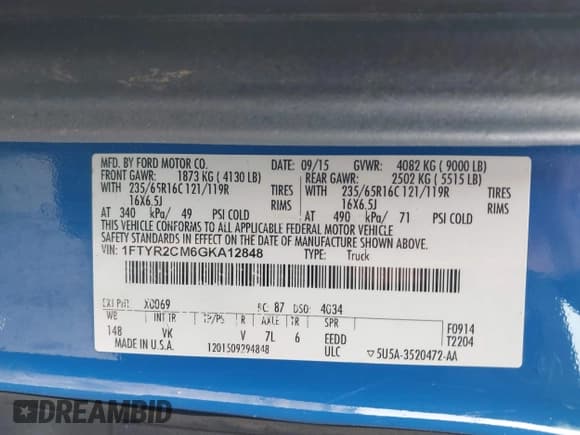 MFD. BY FORD MOTOR CO. DATE: 09/15 GVWR: 4082 KG ( 9000 LB)
FRONT GAWR: 1873 KG ( 4130 LB) REAR GAWR: 2502 KG ( 5515 LB)
WITH 235/65R16C 121/119R TIRES WITH 235/65R16C 121/119R TIRES
16X6.5J RIMS 16X6.5J RIMS
AT 340 kPa/ 49 PSI COLD AT 490 kPa/ 71 PSI COLD
THIS VEHICLE CONFORMS TO ALL APPLICABLE FEDERAL MOTOR VEHICLE
SAFETY STANDARDS IN EFFECT ON THE DATE OF MANUFACTURE SHOWN ABOVE.
VIN: 1FTYR2CM6GKA12848 TYPE: Truck
EXT PNT: XC069 RC: 87 DSO: 4034 F0914
WB INT TR TP/PS R AXLE TR SPR T2204
148 VK V 7L 6 EEDD
MADE IN U.S.A. 1201509294848 ULC ▽5U5A-3520472-AA
DREAMBID